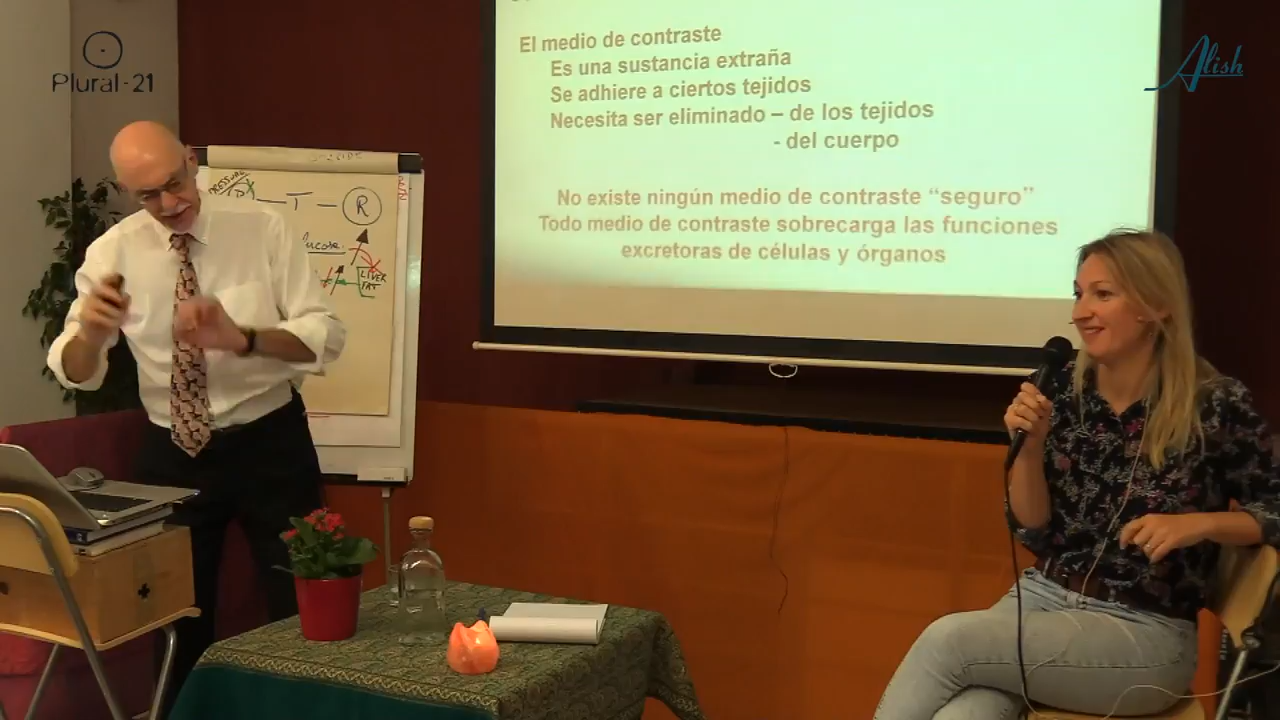 El medio de contraste
Es una sustancia extraña
Se adhiere a ciertos tejidos
Necesita ser eliminado – de los tejidos
- del cuerpo
No existe ningún medio de contraste “seguro”
Todo medio de contraste sobrecarga las funciones
excretoras de células y órganos
Plural-21
Alish
PRESSURE
P — T — R
LIVER
FAT